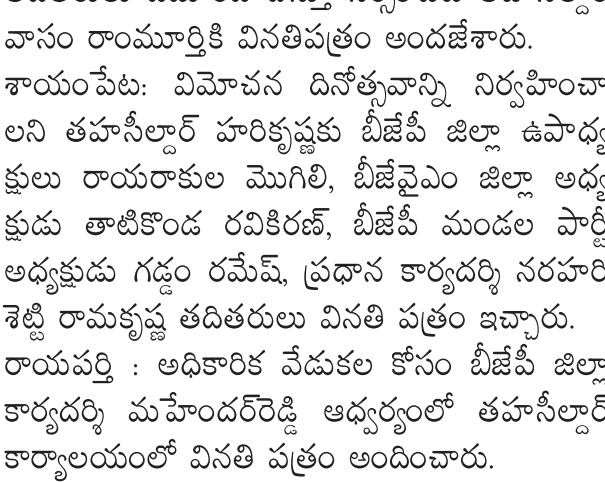 వాసం రాంమూర్తికి వినతిపత్రం అందజేశారు.
శాయంపేట: విమోచన దినోత్సవాన్ని నిర్వహించా
లని తహసీల్దార్ హరికృష్ణకు బీజేపీ జిల్లా ఉపాధ్య
క్షులు రాయరాకుల మొగిలి, బీజేవైఎం జిల్లా అధ్య
క్షుడు తాటికొండ రవికిరణ్, బీజేపీ మండల పార్టీ
అధ్యక్షుడు గడ్డం రమేష్, ప్రధాన కార్యదర్శి నరహరి
శెట్టి రామకృష్ణ తదితరులు వినతి పత్రం ఇచ్చారు.
రాయపర్తి : అధికారిక వేడుకల కోసం బీజేపీ జిల్లా
కార్యదర్శి మహేందర్‌రెడ్డి ఆధ్వర్యంలో తహసీల్దార్
కార్యాలయంలో వినతి పత్రం అందించారు.